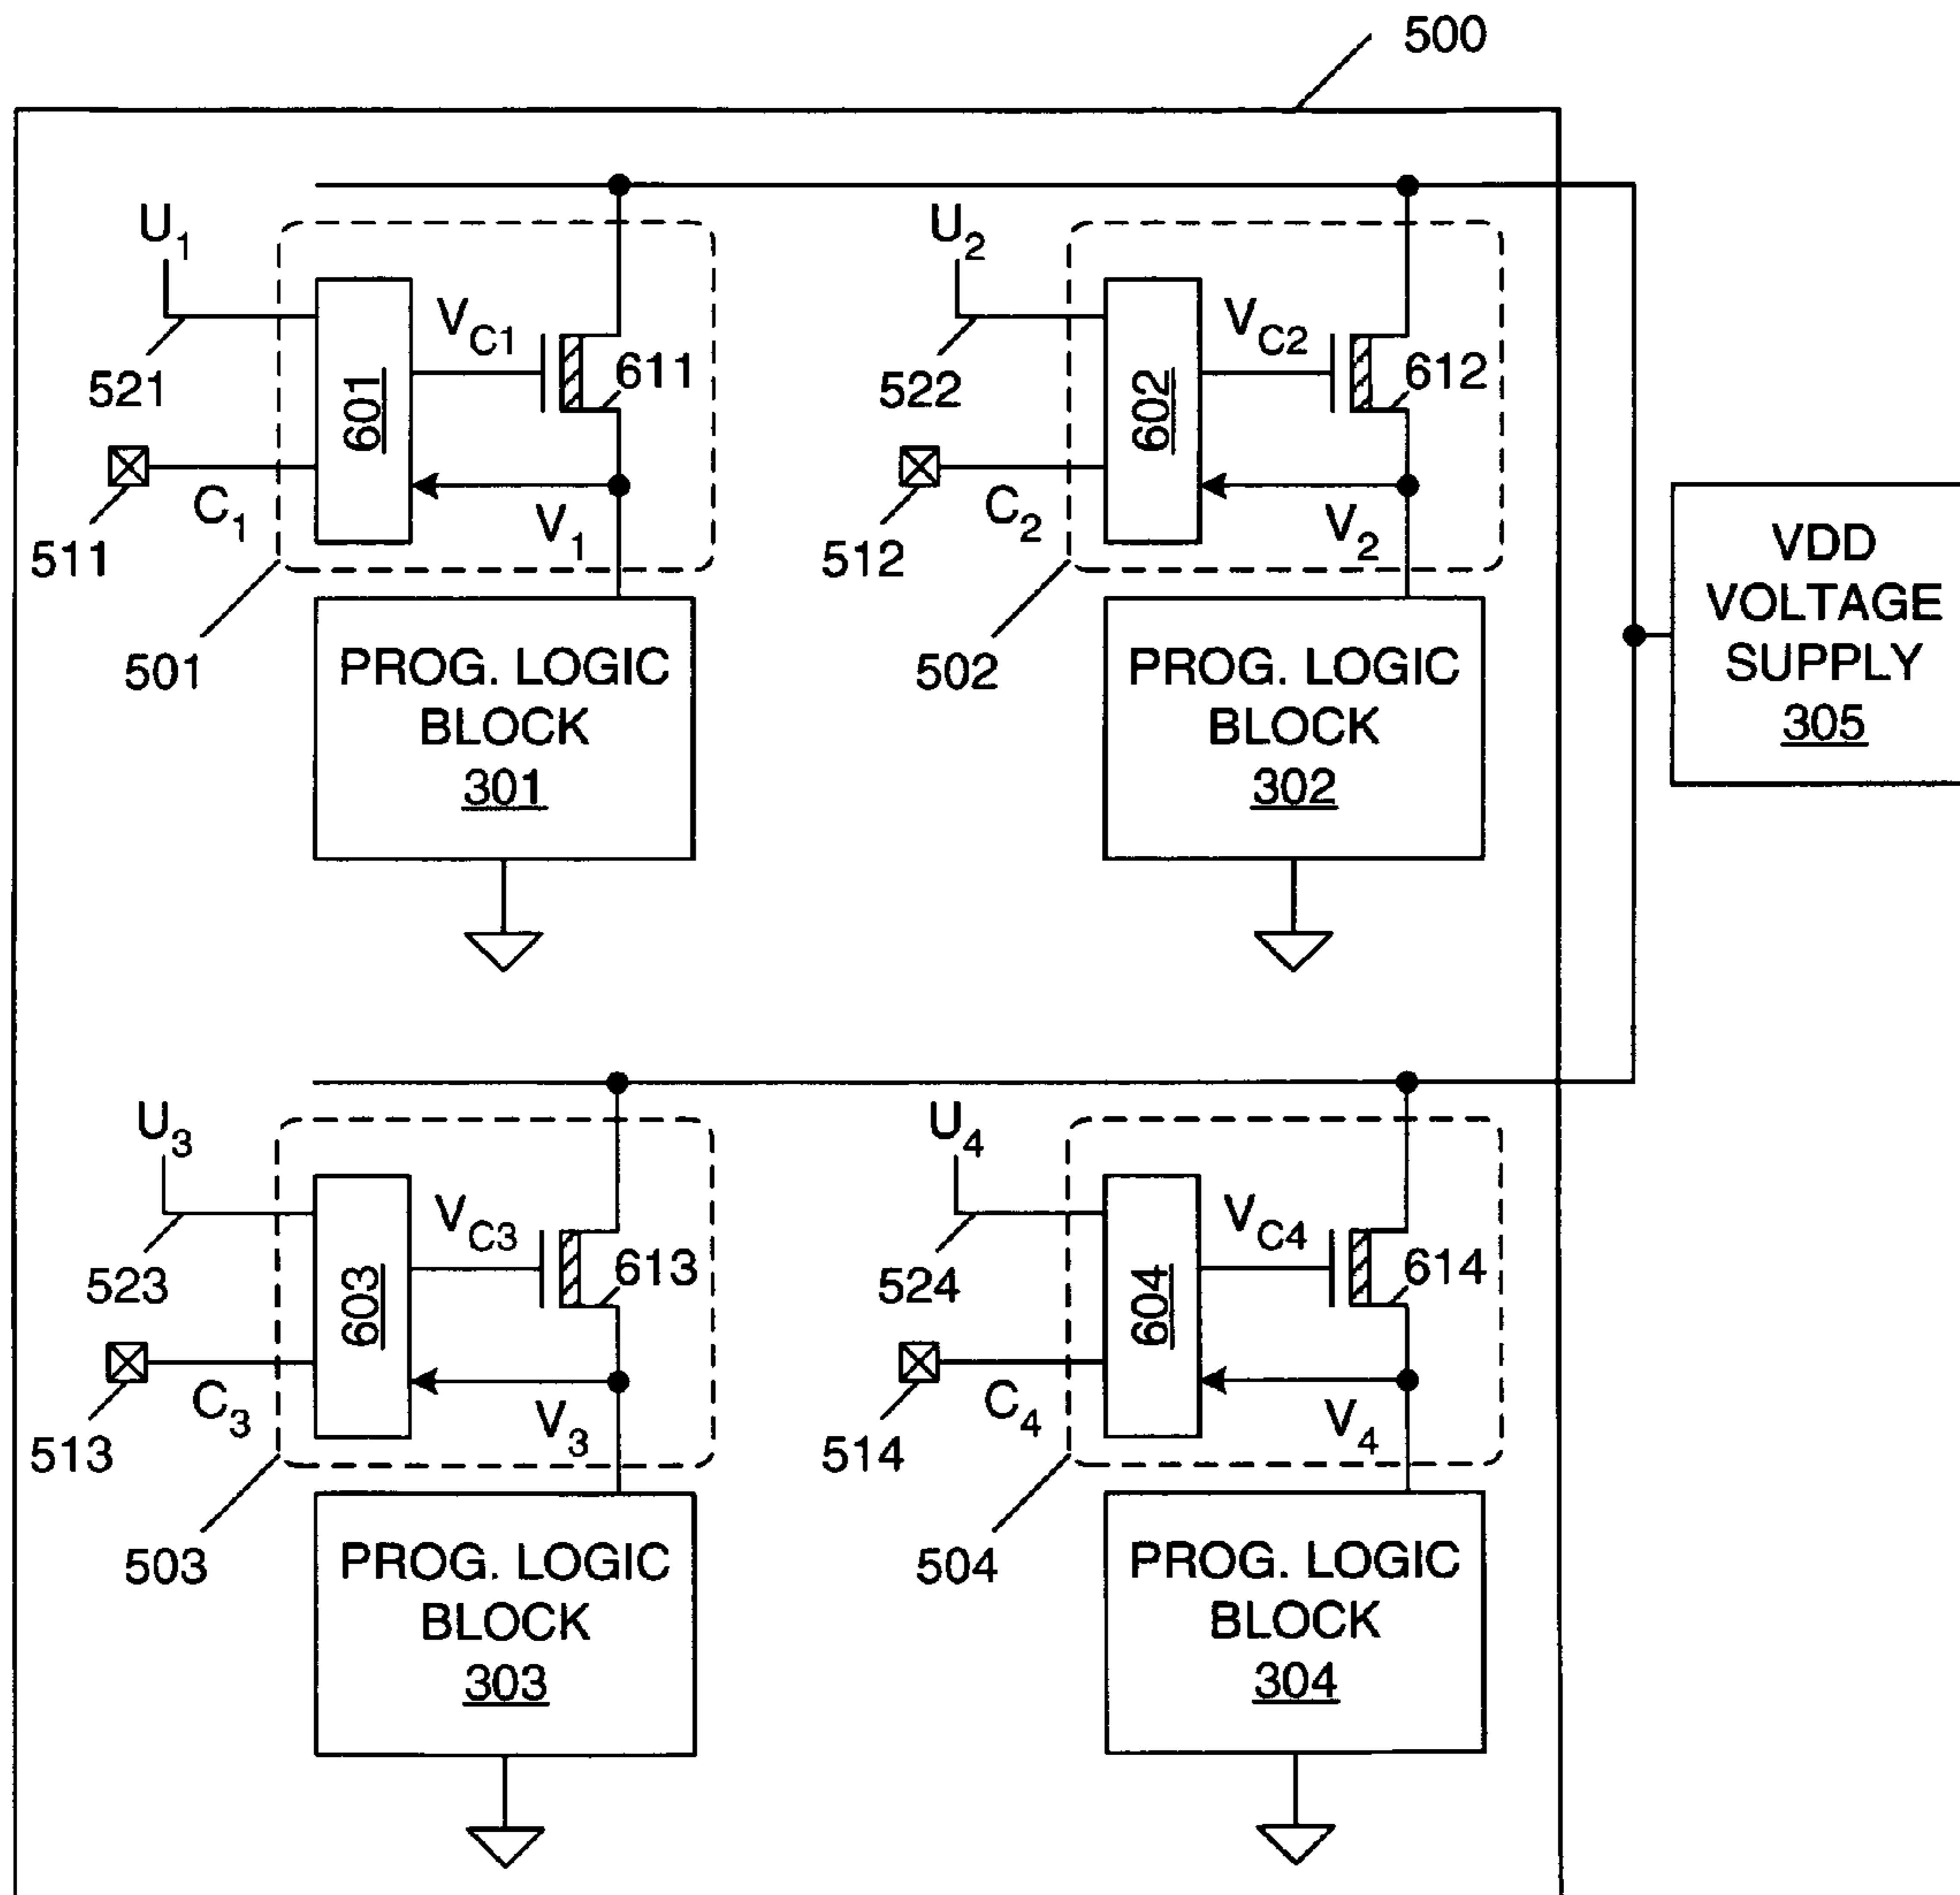 500
U1
VC1
601
611
521
C1
V1
511
501
PROG. LOGIC
BLOCK
301
U2
VC2
602
612
522
C2
V2
512
502
PROG. LOGIC
BLOCK
302
VDD
VOLTAGE
SUPPLY
305
U3
VC3
603
613
523
C3
V3
513
503
PROG. LOGIC
BLOCK
303
U4
VC4
604
614
524
C4
V4
514
504
PROG. LOGIC
BLOCK
304